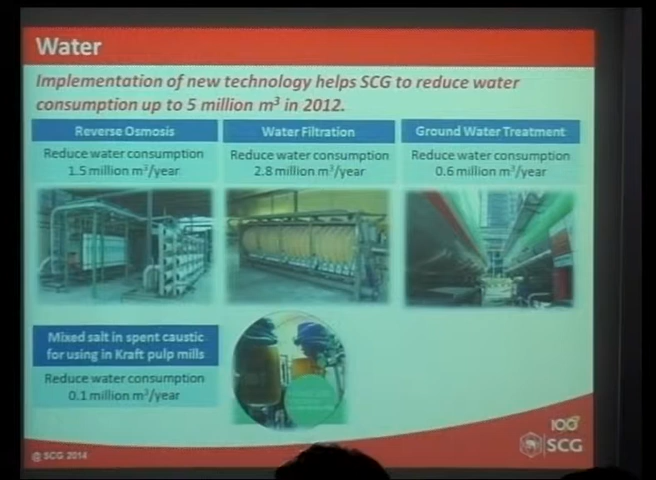 Water
Implementation of new technology helps SCG to reduce water
consumption up to 5 million m³ in 2012.
Reverse Osmosis
Reduce water consumption
1.5 million m³/year
Water Filtration
Reduce water consumption
2.8 million m³/year
Ground Water Treatment
Reduce water consumption
0.6 million m³/year
Mixed salt in spent caustic
for using in Kraft pulp mills
Reduce water consumption
0.1 million m³/year
@ SCG 2014
100
SCG